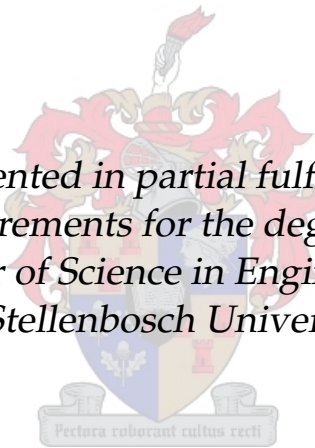 ented in partial fulf
rements for the deg
r of Science in Engi
Stellenbosch Univer
Pectora roborant cultus recti